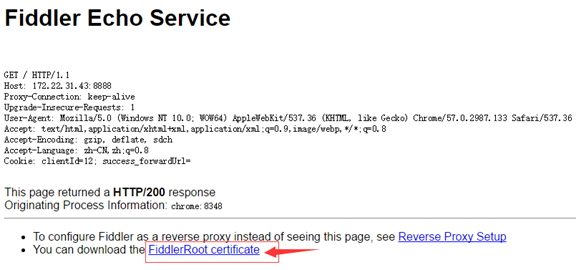 Fiddler Echo Service
GET / HTTP/1.1
Host: 172.22.31.43:8888
Proxy-Connection: keep-alive
Upgrade-Insecure-Requests: 1
User-Agent: Mozilla/5.0 (Windows NT 10.0; WOW64) AppleWebKit/537.36 (KHTML, like Gecko) Chrome/57.0.2987.133 Safari/537.36
Accept: text/html,application/xhtml+xml,application/xml;q=0.9,image/webp,*/*;q=0.8
Accept-Encoding: gzip, deflate, sdch
Accept-Language: zh-CN,zh;q=0.8
Cookie: clientId=12; success_forwardUrl=
This page returned a HTTP/200 response
Originating Process Information: chrome:8348
• To configure Fiddler as a reverse proxy instead of seeing this page, see Reverse Proxy Setup
• You can download the FiddlerRoot certificate